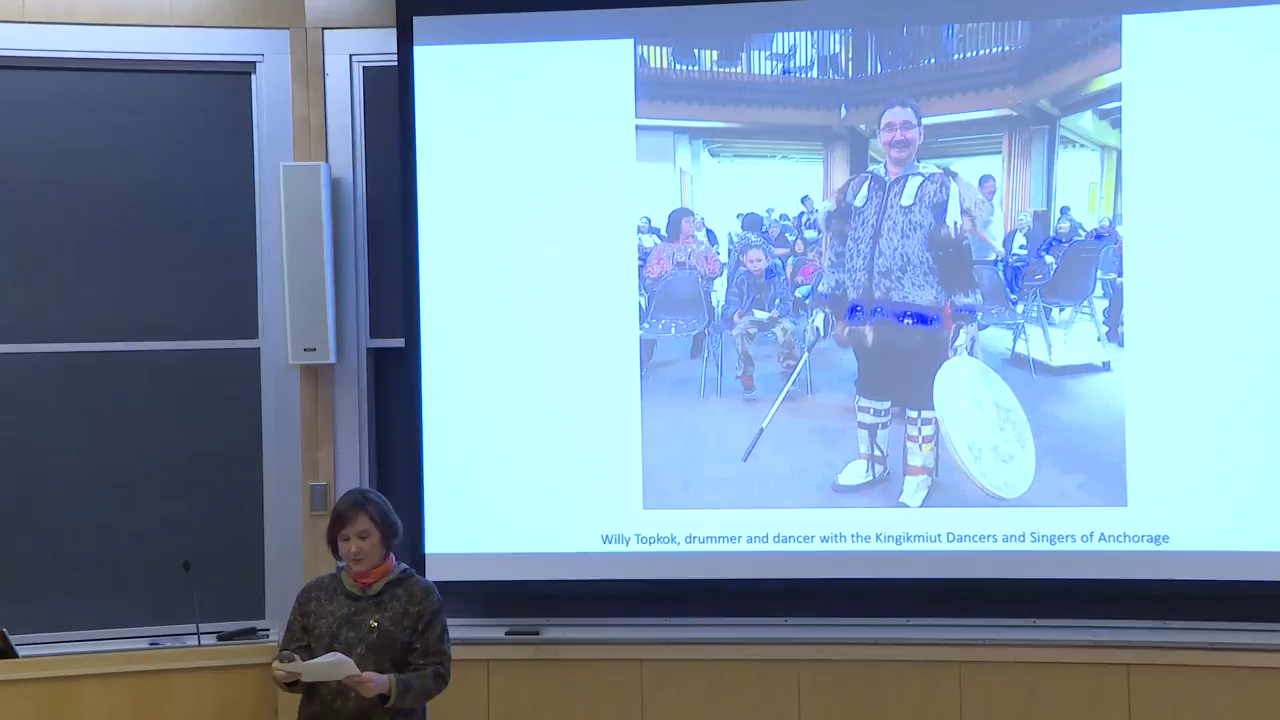 Willy Topkok, drummer and dancer with the Kingikmiut Dancers and Singers of Anchorage